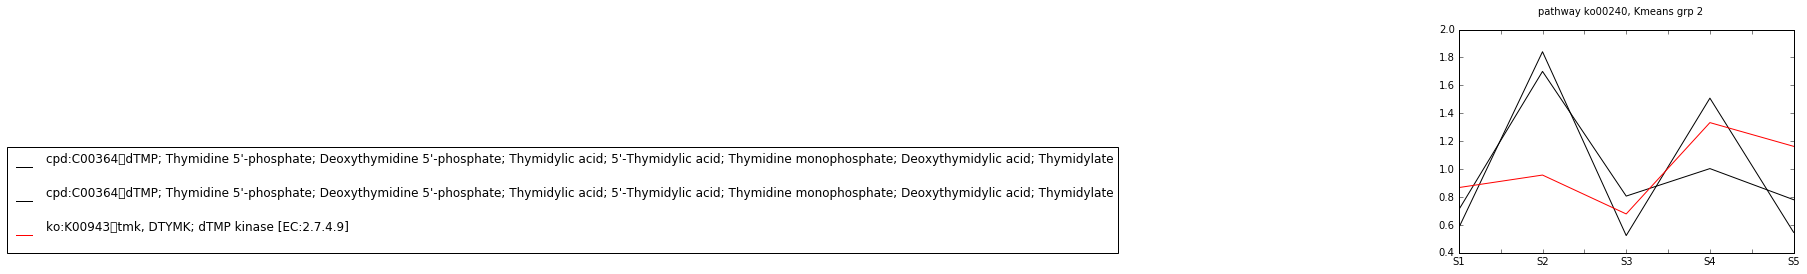 pathway ko00240, Kmeans grp 2
2.0
1.8
1.6
1.4
1.2
1.0
0.8
0.6
0.4
S1 S2 S3 S4 S5
cpd:C00364▯dTMP; Thymidine 5'-phosphate; Deoxythymidine 5'-phosphate; Thymidylic acid; 5'-Thymidylic acid; Thymidine monophosphate; Deoxythymidylic acid; Thymidylate
cpd:C00364▯dTMP; Thymidine 5'-phosphate; Deoxythymidine 5'-phosphate; Thymidylic acid; 5'-Thymidylic acid; Thymidine monophosphate; Deoxythymidylic acid; Thymidylate
ko:K00943▯tmk, DTYMK; dTMP kinase [EC:2.7.4.9]